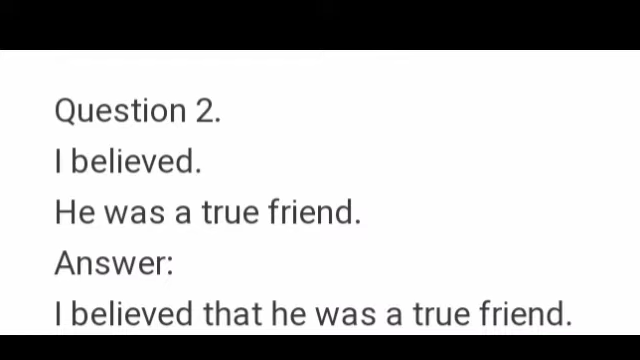 Question 2.
I believed.
He was a true friend.
Answer:
I believed that he was a true friend.